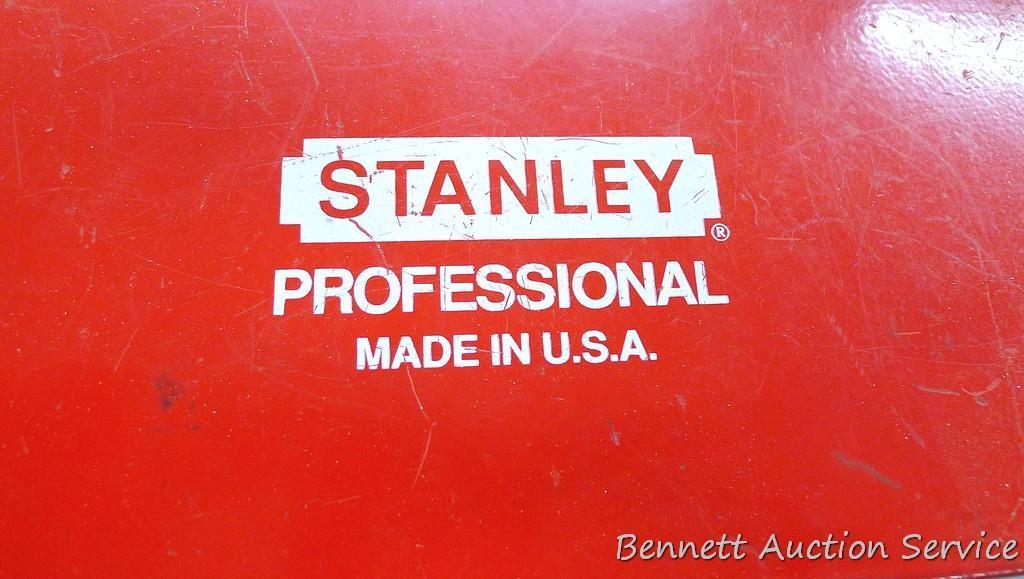 STANLEY®
PROFESSIONAL
MADE IN U.S.A.
Bennett Auction Service